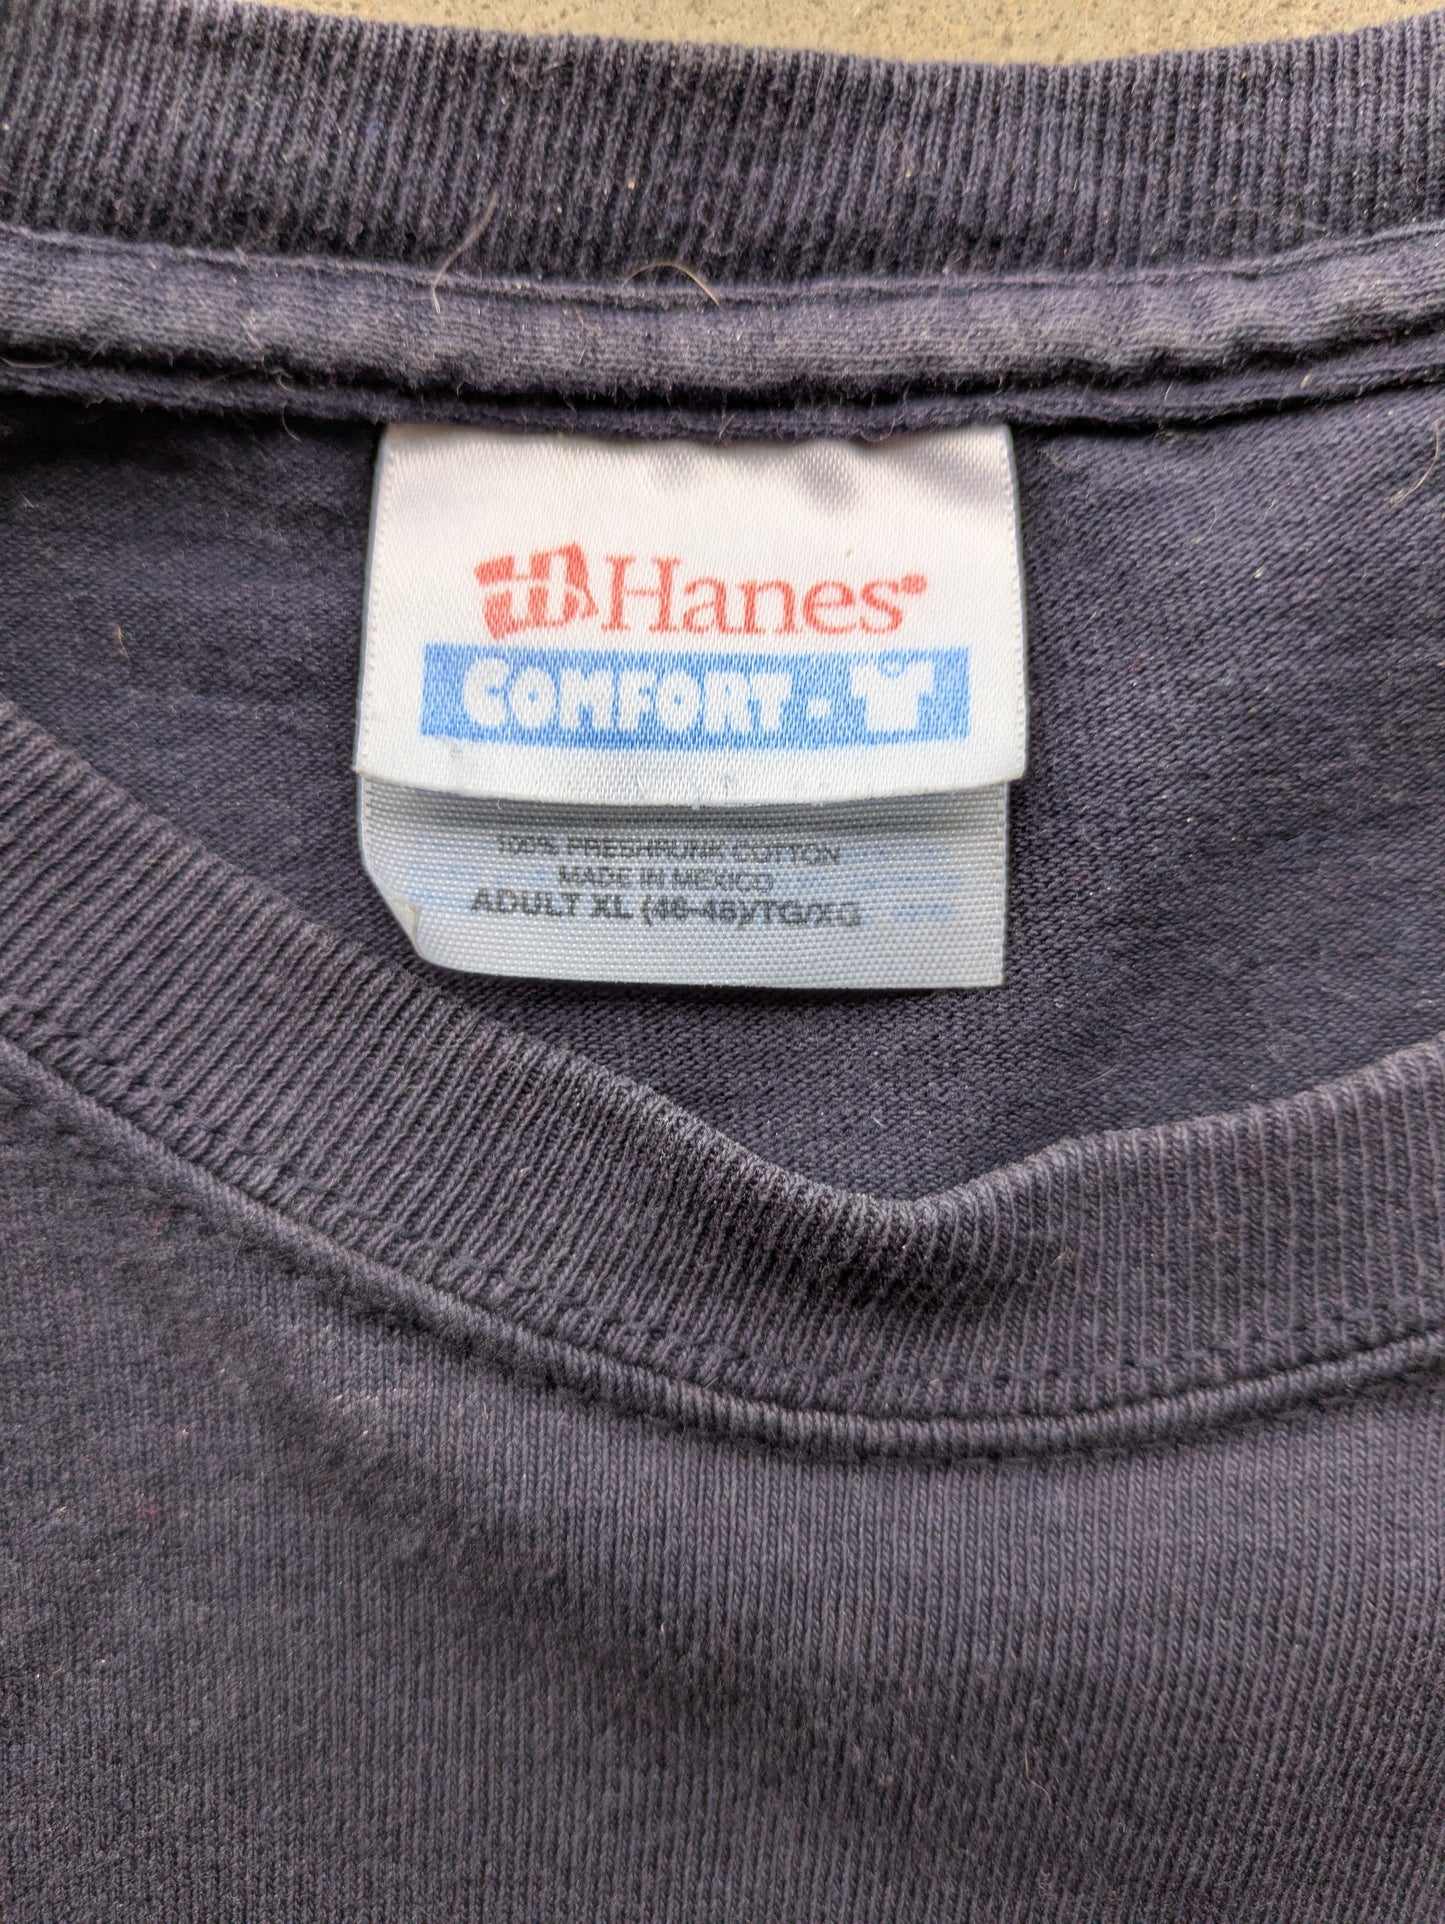 Hanes®
COMFORT-
100% PRESHRUNK COTTON
MADE IN MEXICO
ADULT XL (46-48)/TG/XG